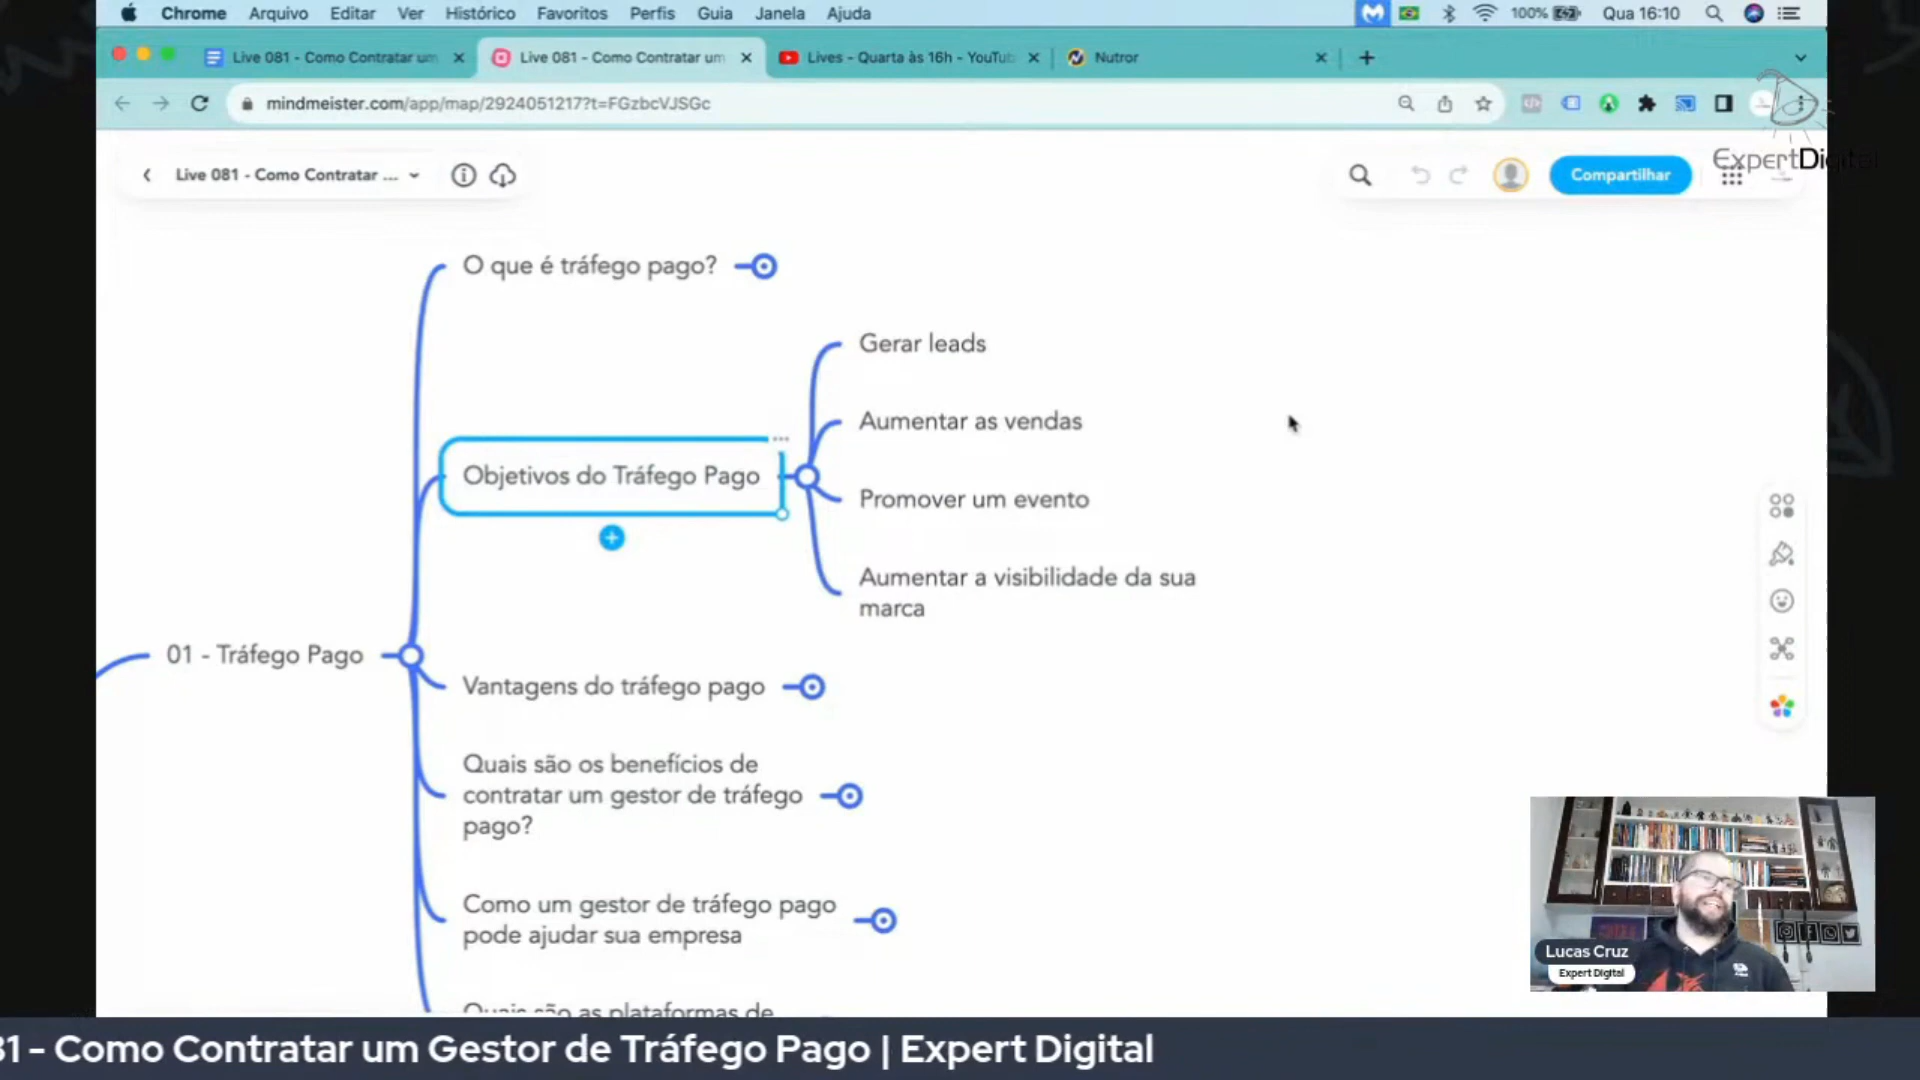 Chrome Arquivo Editar Ver Histórico Favoritos Perfis Guia Janela Ajuda 100% Qua 16:10
Live 081 - Como Contratar um
Live 081 - Como Contratar um
Lives - Quarta às 16h - YouTub
Nutror
mindmeister.com/app/map/2924051217?t=FGzbcVJSGc
ExpertDigital
Live 081 - Como Contratar ...
Compartilhar
O que é tráfego pago?
Gerar leads
Aumentar as vendas
Objetivos do Tráfego Pago
Promover um evento
Aumentar a visibilidade da sua
marca
01 - Tráfego Pago
Vantagens do tráfego pago
Quais são os benefícios de
contratar um gestor de tráfego
pago?
Como um gestor de tráfego pago
pode ajudar sua empresa
Quais são as plataformas de
Lucas Cruz
Expert Digital
31 - Como Contratar um Gestor de Tráfego Pago | Expert Digital